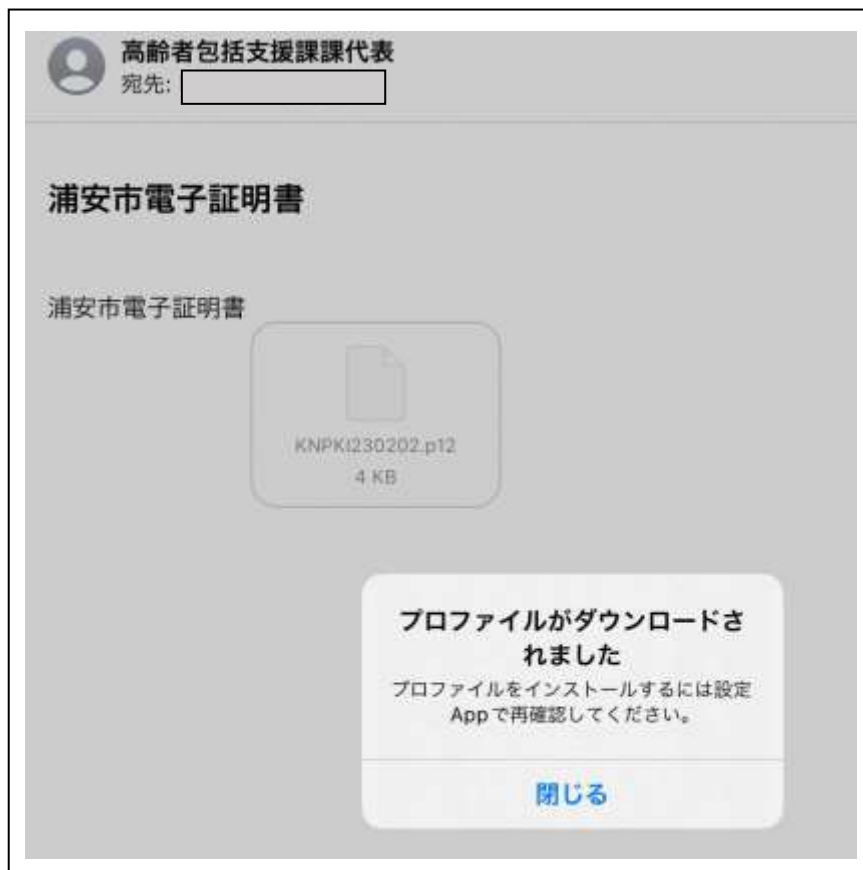 高齢者包括支援課課代表
宛先:
浦安市電子証明書
浦安市電子証明書
KNPKI230202.p12
4 KB
プロファイルがダウンロードさ
れました
プロファイルをインストールするには設定
Appで再確認してください。
閉じる